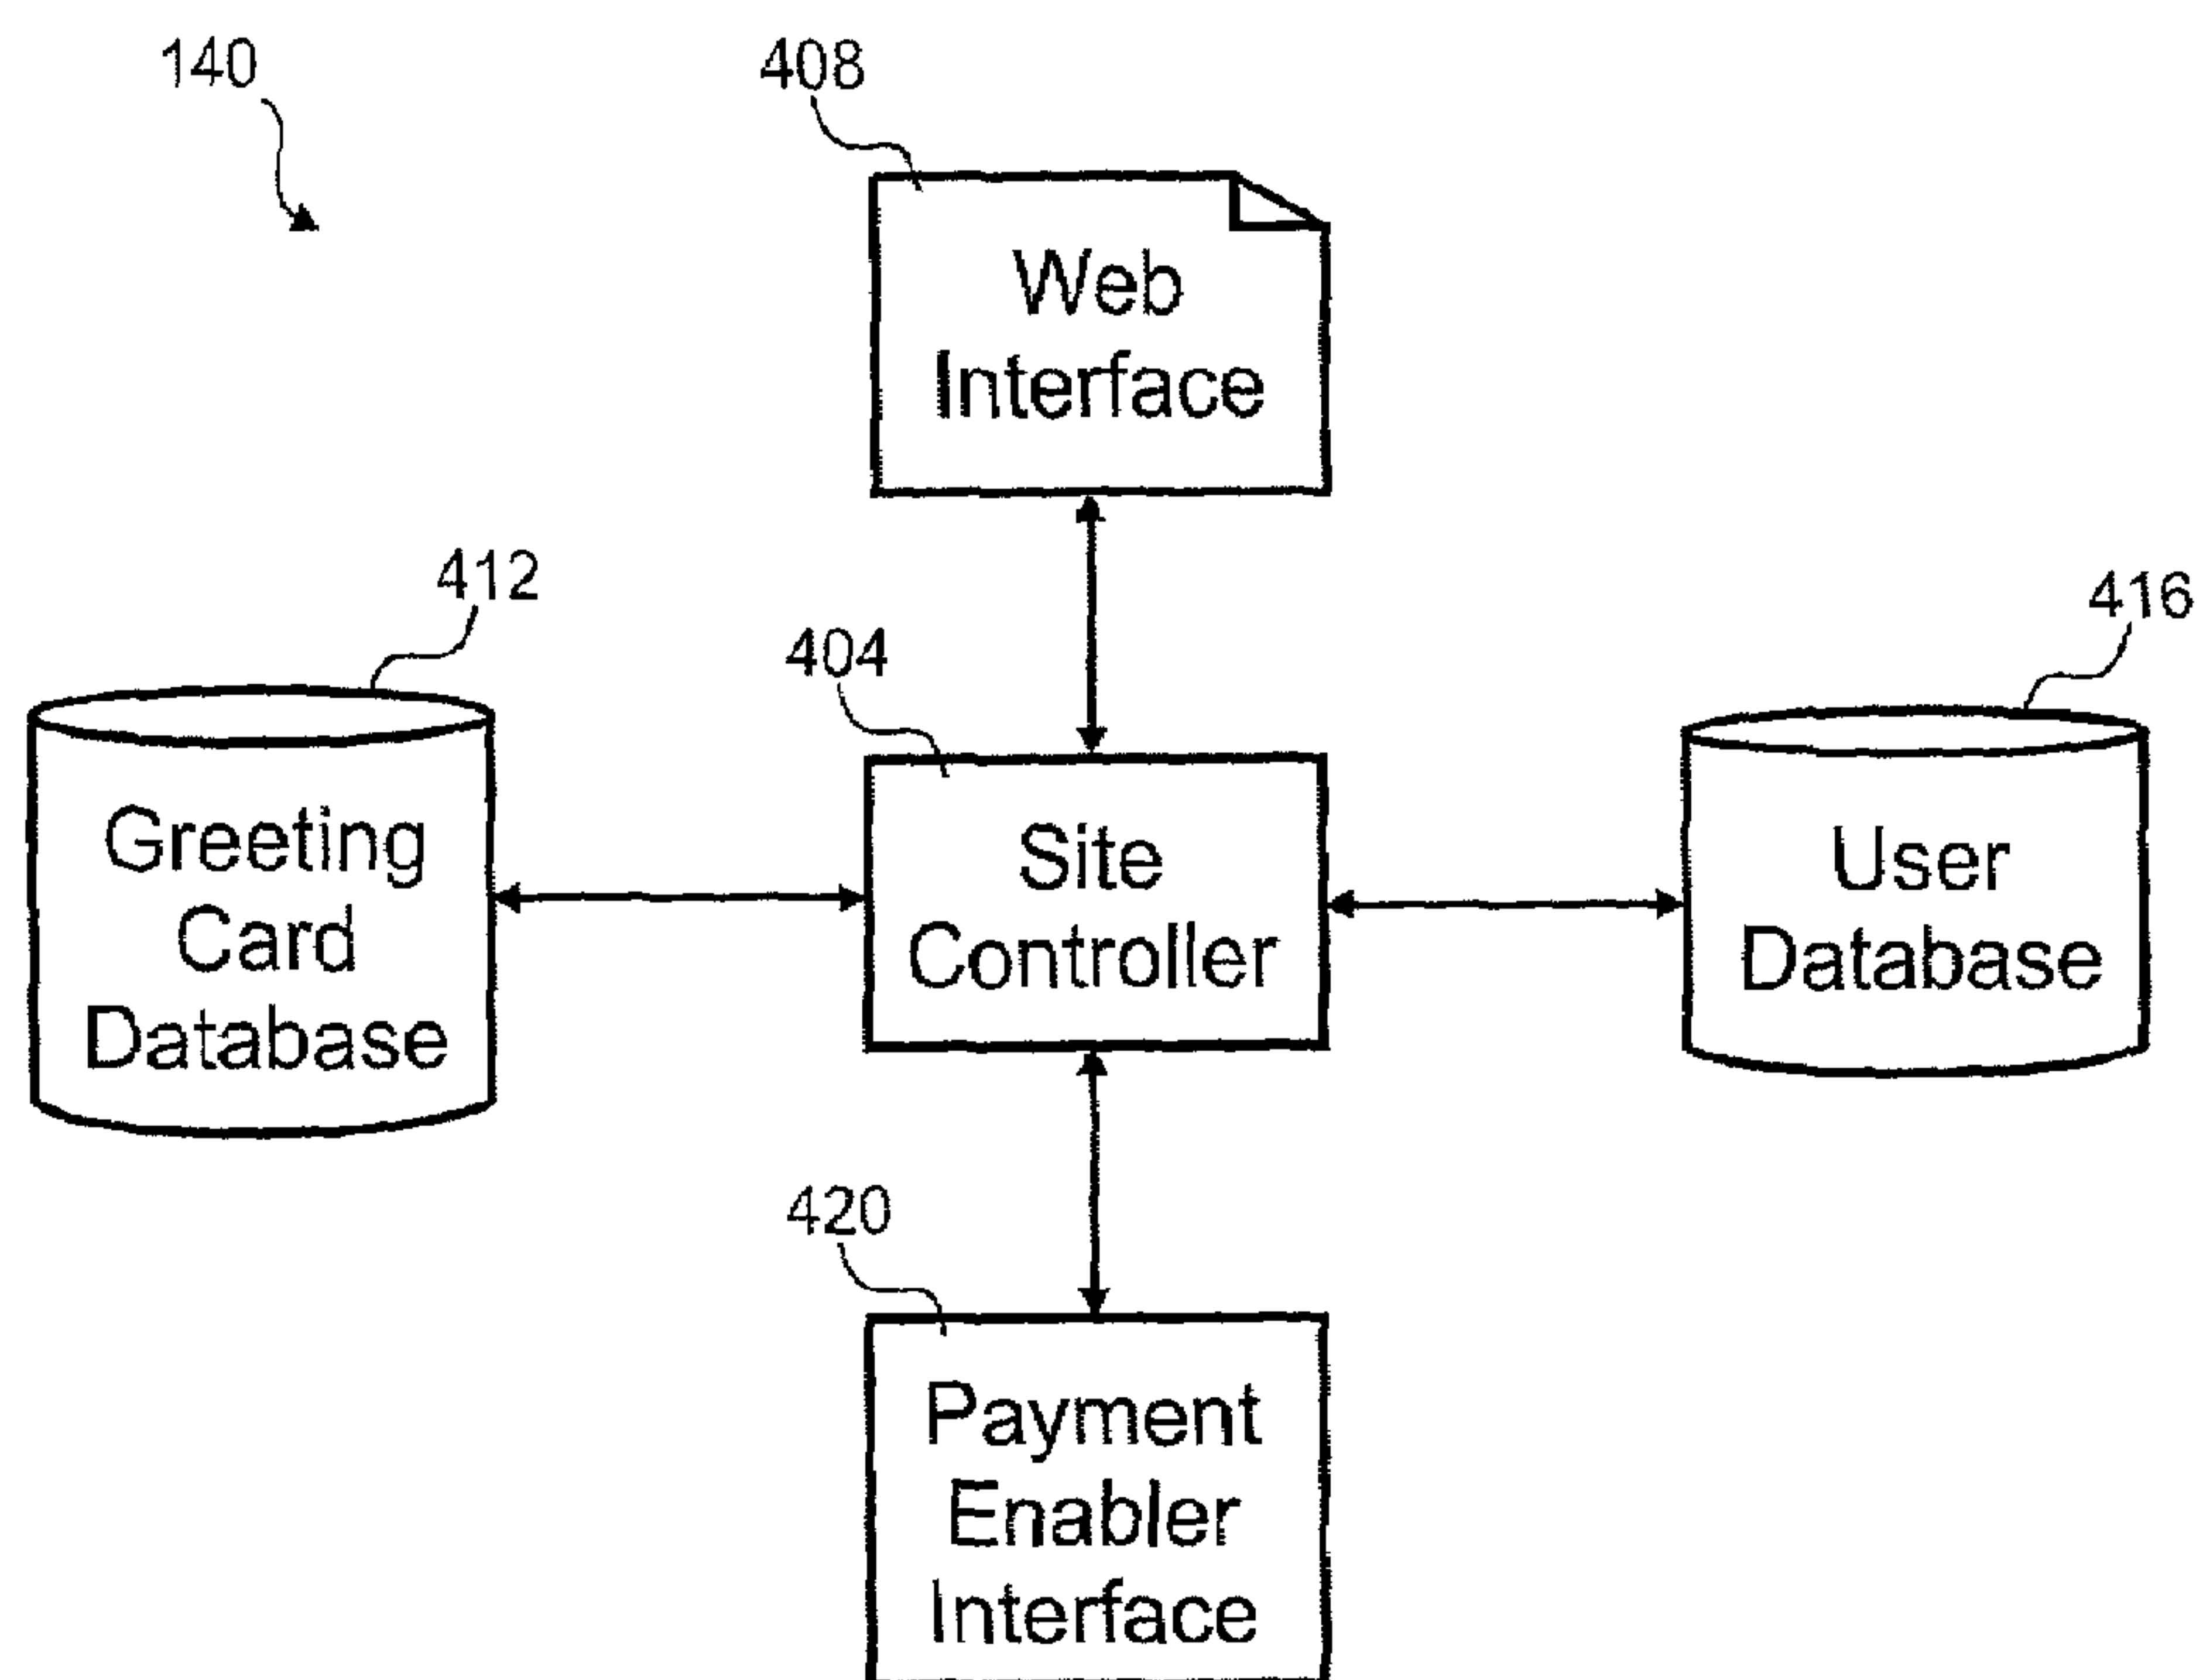 140
408
Web
Interface
412
404
416
Greeting
Card
Database
Site
Controller
User
Database
420
Payment
Enabler
Interface